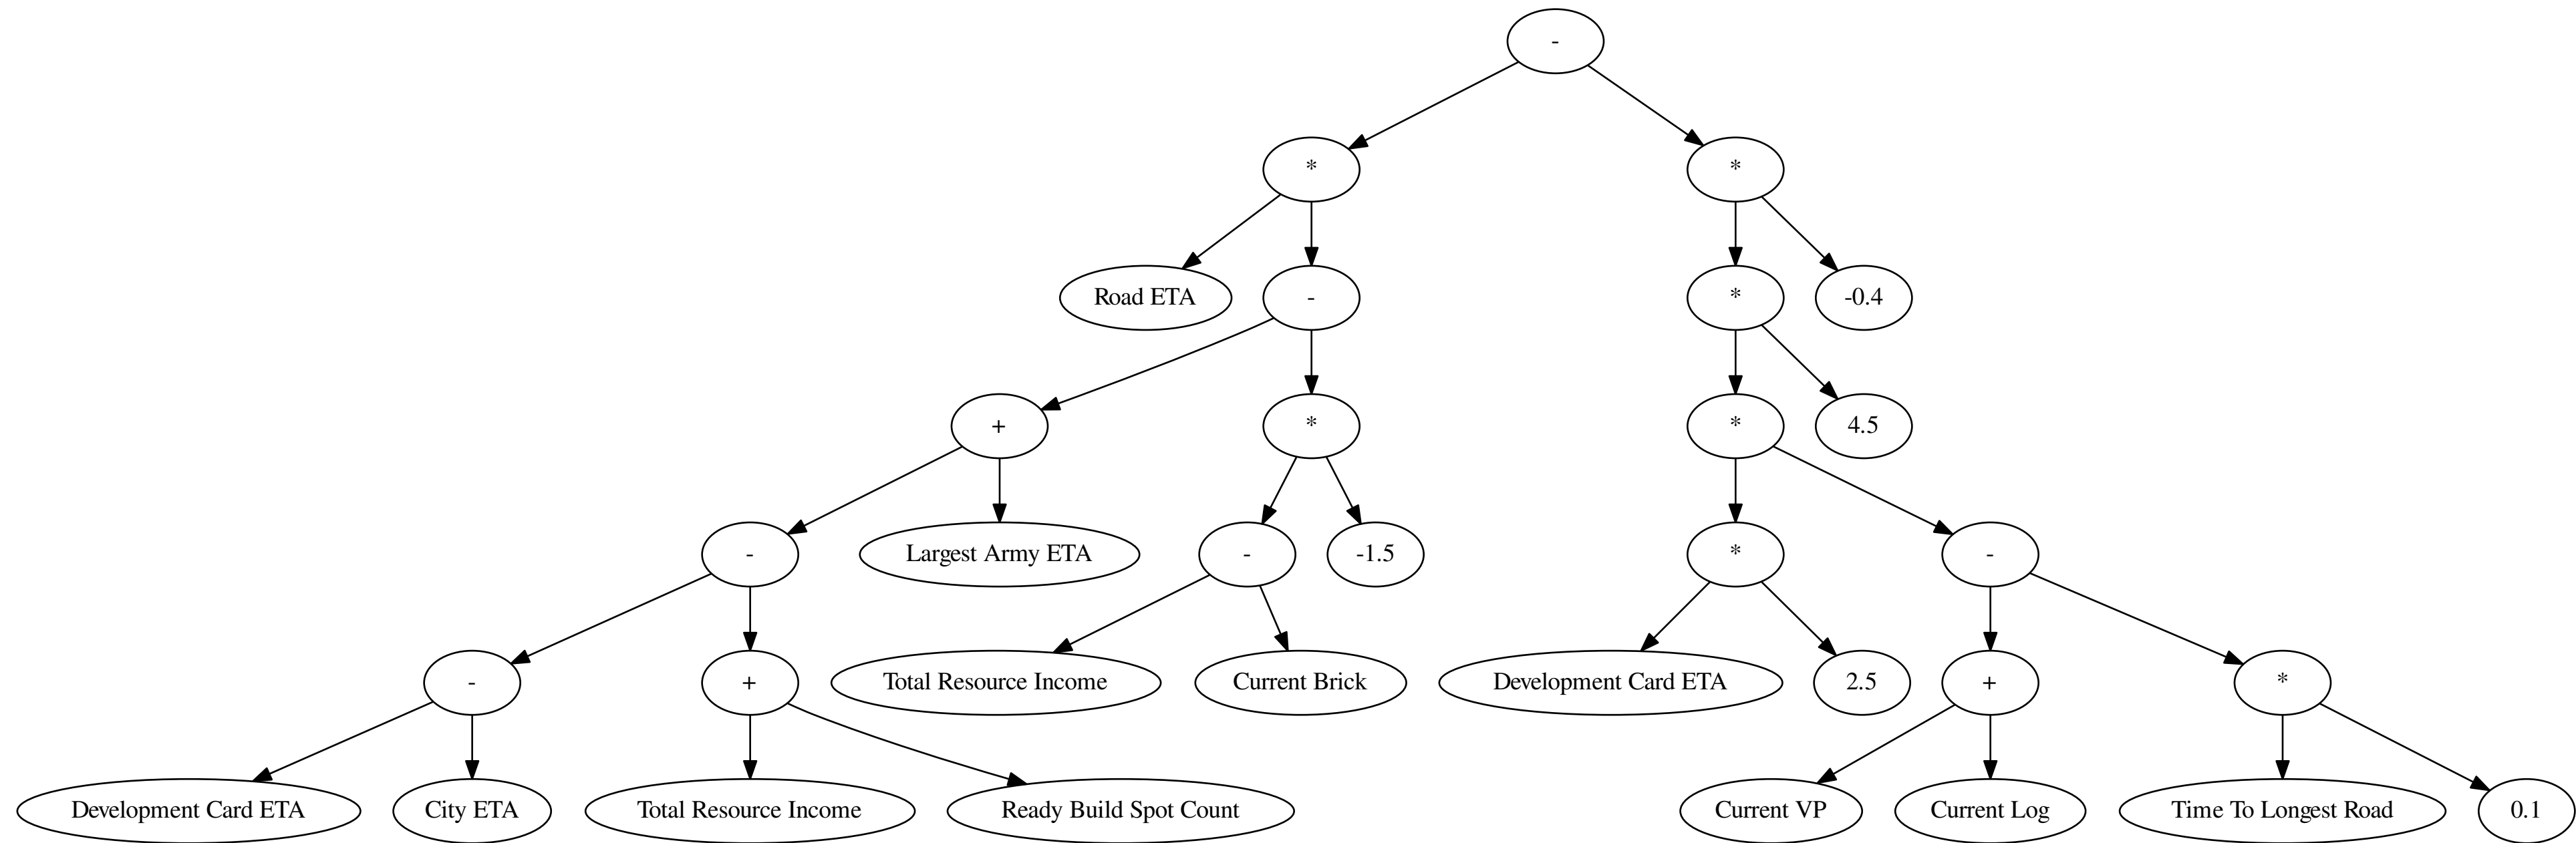 -
*
*
Road ETA
-
*
-0.4
+
*
*
4.5
-
Largest Army ETA
-
-1.5
*
-
-
+
Total Resource Income
Current Brick
Development Card ETA
2.5
+
*
Development Card ETA
City ETA
Total Resource Income
Ready Build Spot Count
Current VP
Current Log
Time To Longest Road
0.1